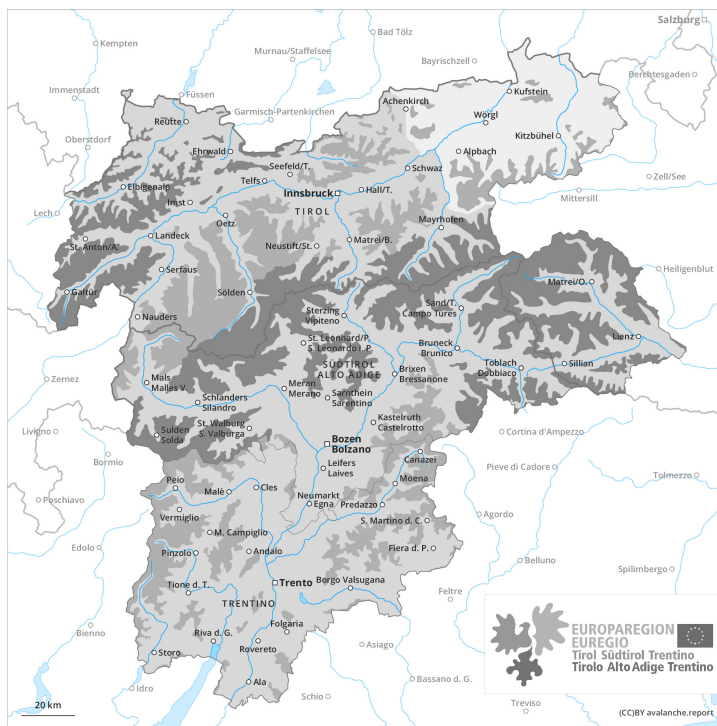 Salzburg
Kempten
Bad Tölz
Murnau/Staffelsee
Bayrischzell
Berchtesgaden
Immenstadt
Füssen
Garmisch-Partenkirchen
Achenkirch
Kufstein
Reutte
Wörgl
Oberstdorf
Ehrwald
Kitzbühel
Alpbach
Seefeld/T.
Telfs
Schwaz
Zell/See
Elbigenalp
Innsbruck
Hall/T.
Mittersill
Imst
TIROL
Lech
Oetz
Mayrhofen
Landeck
St. Anton/A.
Neustift/St.
Matrei/B.
Serfaus
Heiligenblut
Galtür
Sölden
Matrei/O.
Nauders
Sterzing
Vipiteno
Sand/T.
Campo Tures
St. Leonhard/P.
S. Leonardo i. P.
Lienz
Bruneck
Brunico
SÜDTIROL
ALTO ADIGE
Toblach
Dobbiaco
Sillian
Zernez
Mals
Malles V.
Meran
Merano
Brixen
Bressanone
Sarnthein
Sarentino
Schlanders
Silandro
Livigno
Sulden
Solda
St. Walburg
S. Valburga
Kastelruth
Castelrotto
Cortina d'Ampezzo
Bozen
Bolzano
Bormio
Canazei
Leifers
Laives
Pieve di Cadore
Tolmezzo
Peio
Malè
Cles
Moena
Poschiavo
Neumarkt
Egna
Predazzo
Vermiglio
Agordo
S. Martino d. C.
M. Campiglio
Edolo
Pinzolo
Andalo
Fiera d. P.
Belluno
Spilimbergo
Tione d. T.
Trento
Borgo Valsugana
Feltre
TRENTINO
Folgaria
Bienno
Riva d. G.
Rovereto
Asiago
Storo
Idro
Ala
Schio
Bassano d. G.
Treviso
EUROPAREGION
EUREGIO
Tirol Südtirol Trentino
Tirolo Alto Adige Trentino
20 km
(CC)BY avalanche.report